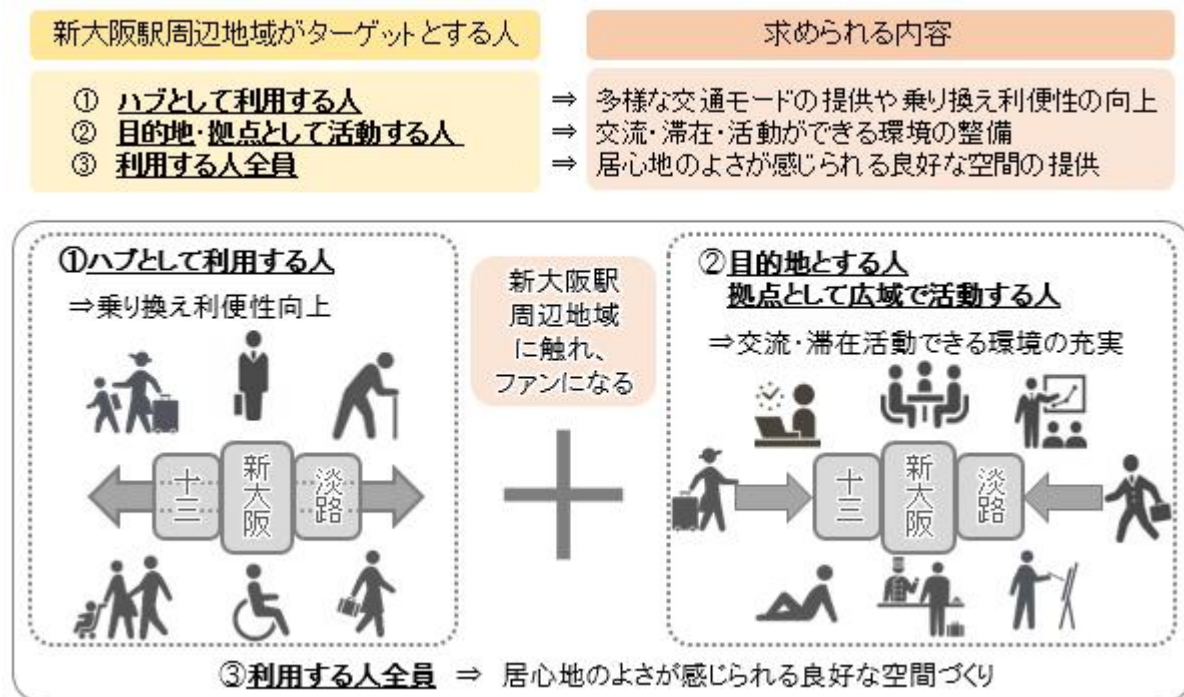 新大阪駅周辺地域がターゲットとする人
求められる内容
① ハブとして利用する人 ⇒ 多様な交通モードの提供や乗り換え利便性の向上
② 目的地・拠点として活動する人 ⇒ 交流・滞在・活動ができる環境の整備
③ 利用する人全員 ⇒ 居心地のよさが感じられる良好な空間の提供
①ハブとして利用する人
⇒乗り換え利便性向上
十三
新大阪
淡路
新大阪駅
周辺地域
に触れ、
ファンになる
②目的地とする人
拠点として広域で活動する人
⇒交流・滞在活動できる環境の充実
十三
新大阪
淡路
③利用する人全員 ⇒ 居心地のよさが感じられる良好な空間づくり